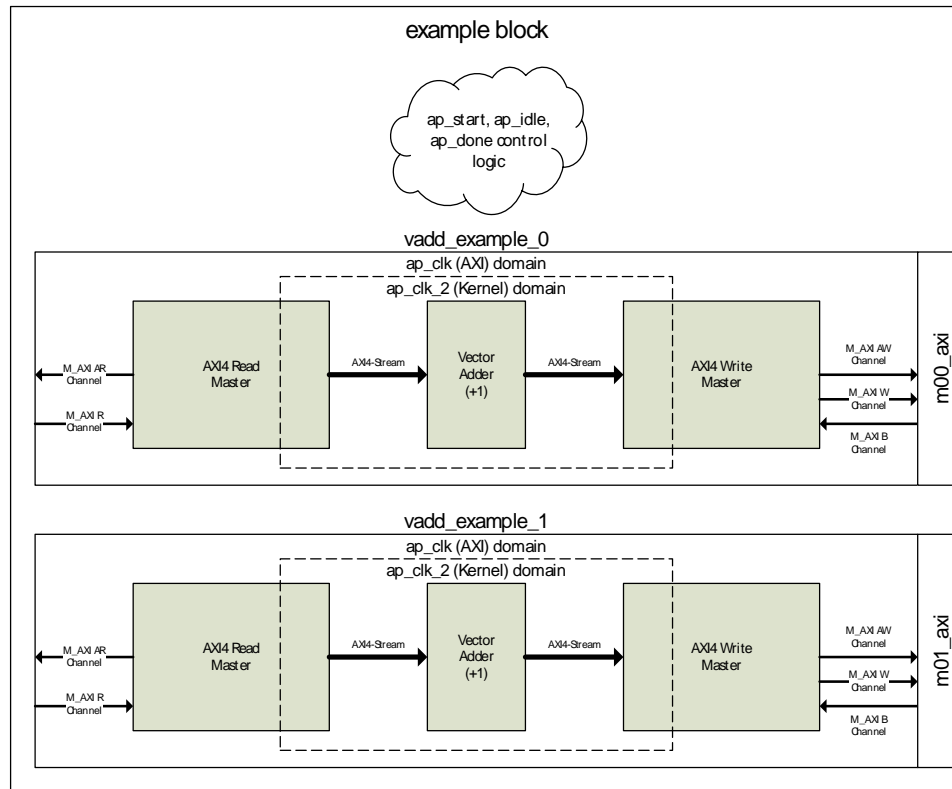 example block
ap_start, ap_idle,
ap_done control
logic
vadd_example_0
ap_clk (AXI) domain
ap_clk_2 (Kernel) domain
M_AXI AR
Channel
M_AXI R
Channel
AXI4 Read
Master
AXI4-Stream
Vector
Adder
(+1)
AXI4-Stream
AXI4 Write
Master
M_AXI AW
Channel
M_AXI W
Channel
M_AXI B
Channel
m00_axi
vadd_example_1
ap_clk (AXI) domain
ap_clk_2 (Kernel) domain
M_AXI AR
Channel
M_AXI R
Channel
AXI4 Read
Master
AXI4-Stream
Vector
Adder
(+1)
AXI4-Stream
AXI4 Write
Master
M_AXI AW
Channel
M_AXI W
Channel
M_AXI B
Channel
m01_axi